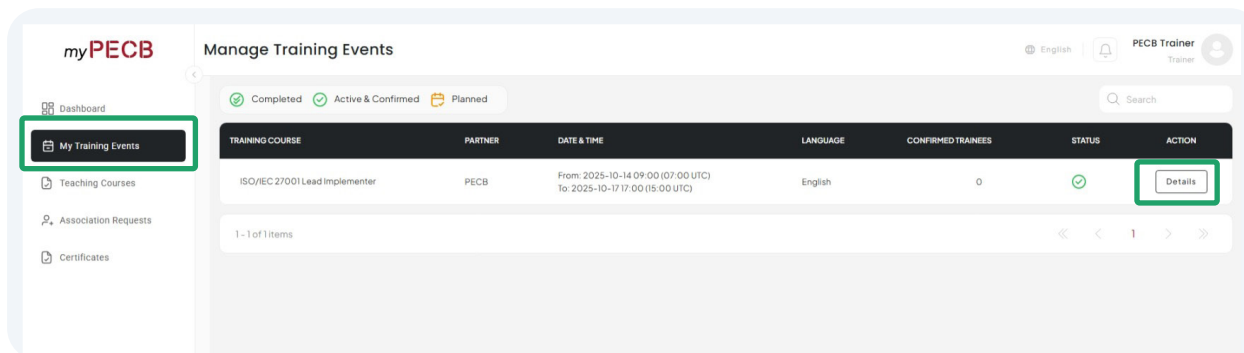 myPECB
Manage Training Events
English
PECB Trainer
Trainer
Dashboard
My Training Events
Teaching Courses
Association Requests
Certificates
Completed
Active & Confirmed
Planned
Search
TRAINING COURSE PARTNER DATE & TIME LANGUAGE CONFIRMED TRAINEES STATUS ACTION
ISO/IEC 27001 Lead Implementer PECB From: 2025-10-14 09:00 (07:00 UTC)
To: 2025-10-17 17:00 (15:00 UTC) English 0 Details
1 - 1 of 1 items
1